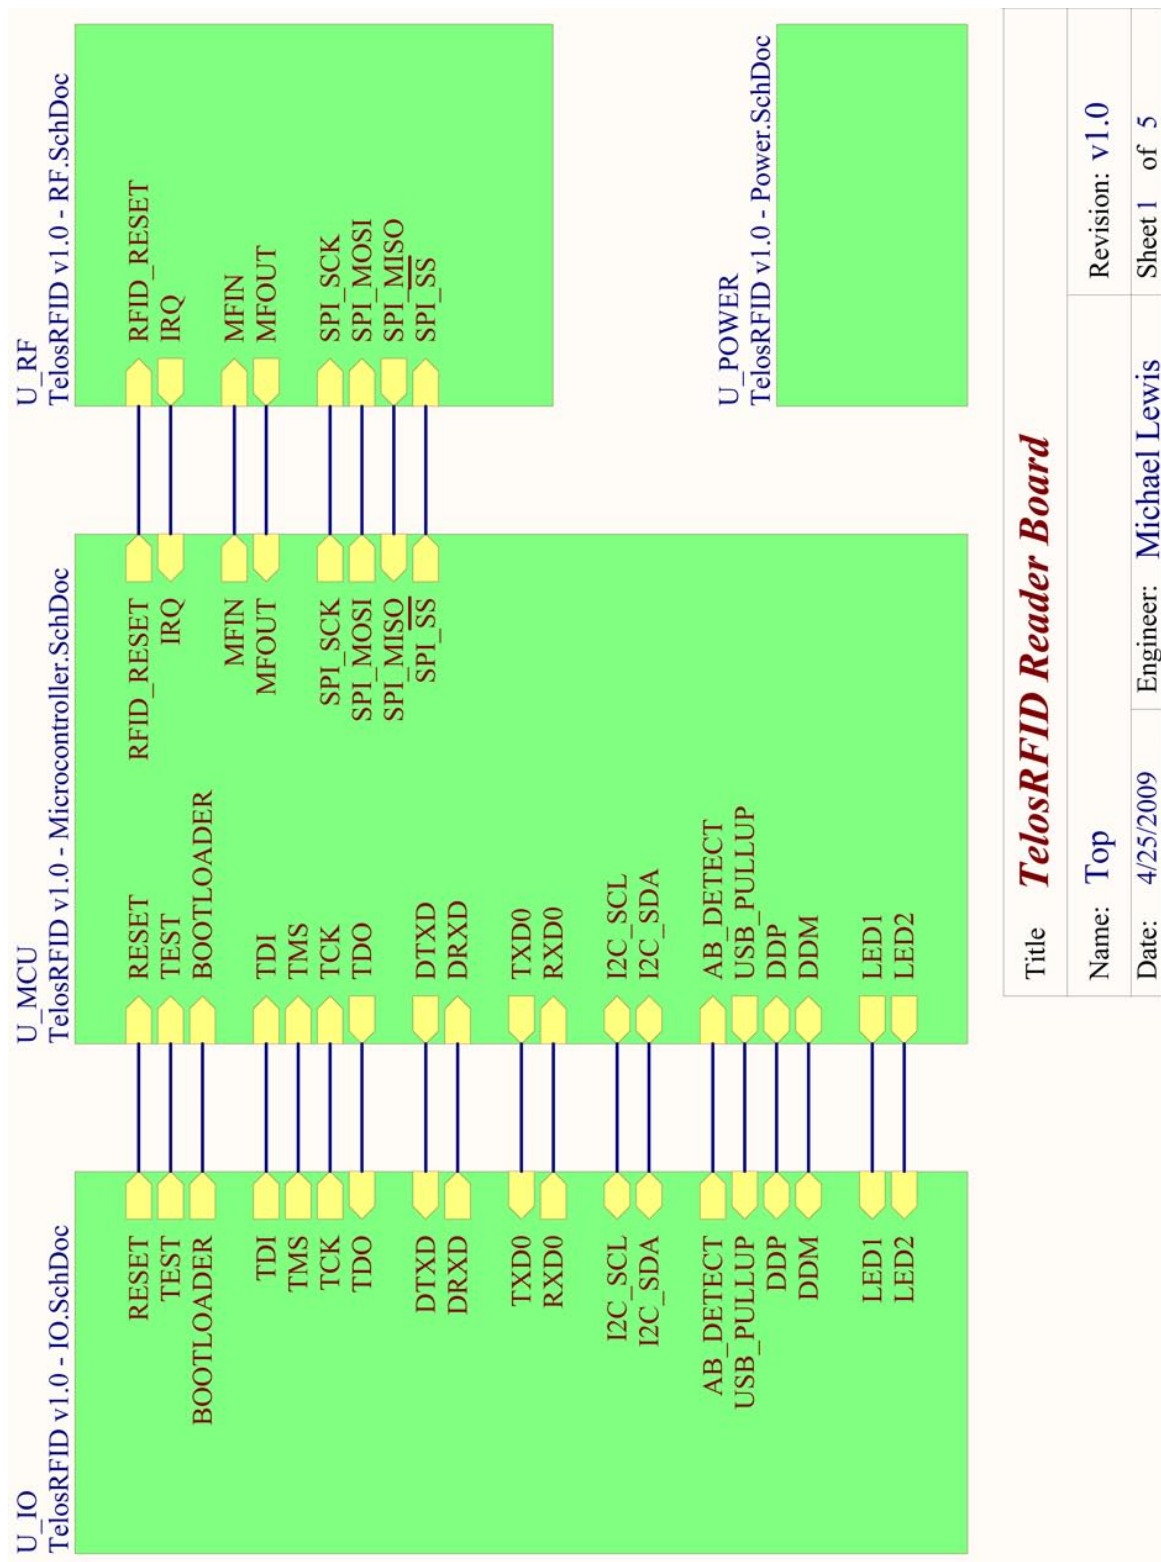 U_IO
TelosRFID v1.0 - IO.SchDoc
RESET
TEST
BOOTLOADER
TDI
TMS
TCK
TDO
DTXD
DRXD
TXD0
RXD0
I2C_SCL
I2C_SDA
AB_DETECT
USB_PULLUP
DDP
DDM
LED1
LED2
U_MCU
TelosRFID v1.0 - Microcontroller.SchDoc
RESET
TEST
BOOTLOADER
TDI
TMS
TCK
TDO
DTXD
DRXD
TXD0
RXD0
I2C_SCL
I2C_SDA
AB_DETECT
USB_PULLUP
DDP
DDM
LED1
LED2
RFID_RESET
IRQ
MFIN
MFOUT
SPI_SCK
SPI_MOSI
SPI_MISO
SPI_SS
U_RF
TelosRFID v1.0 - RF.SchDoc
RFID_RESET
IRQ
MFIN
MFOUT
SPI_SCK
SPI_MOSI
SPI_MISO
SPI_SS
U_POWER
TelosRFID v1.0 - Power.SchDoc
Title TelosRFID Reader Board
Name: Top Revision: v1.0
Date: 4/25/2009 Engineer: Michael Lewis Sheet 1 of 5